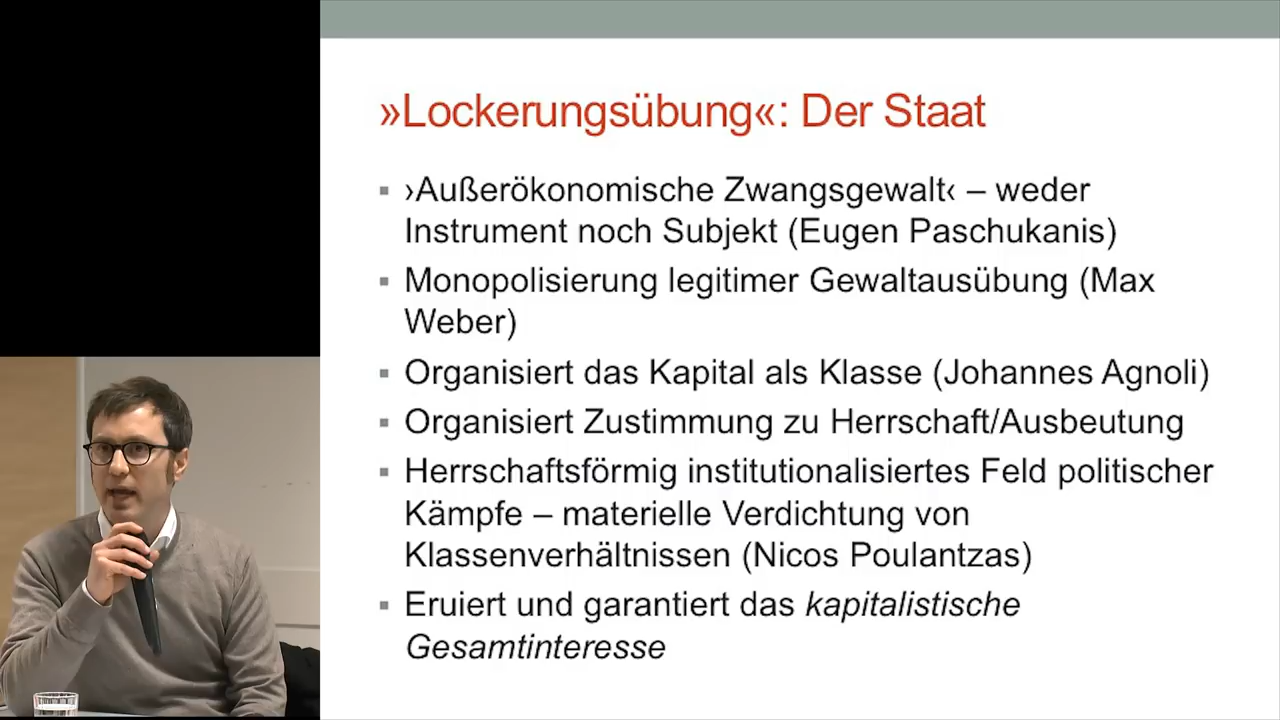 »Lockerungsübung«: Der Staat
▪ ›Außerökonomische Zwangsgewalt‹ – weder
Instrument noch Subjekt (Eugen Paschukanis)
▪ Monopolisierung legitimer Gewaltausübung (Max
Weber)
▪ Organisiert das Kapital als Klasse (Johannes Agnoli)
▪ Organisiert Zustimmung zu Herrschaft/Ausbeutung
▪ Herrschaftsförmig institutionalisiertes Feld politischer
Kämpfe – materielle Verdichtung von
Klassenverhältnissen (Nicos Poulantzas)
▪ Eruiert und garantiert das kapitalistische
Gesamtinteresse